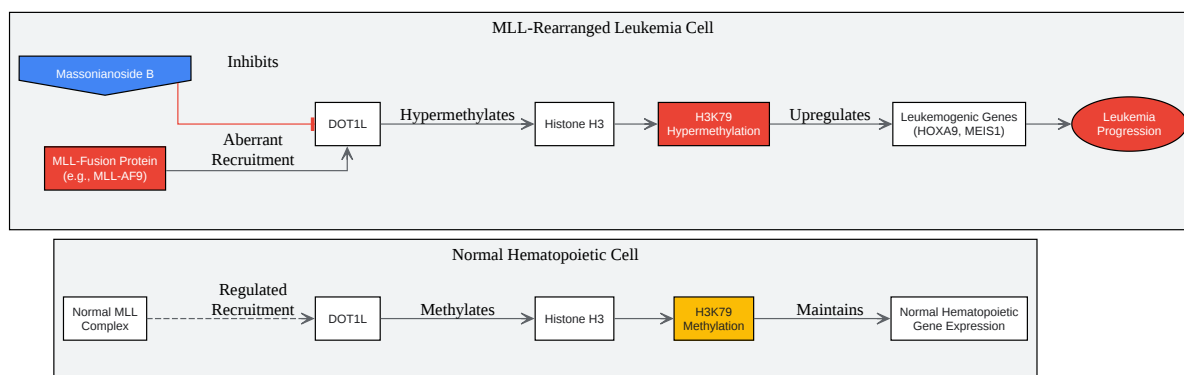 MLL-Rearranged Leukemia Cell
Massonianoside B
Inhibits
DOT1L
Hypermethylates
Histone H3
H3K79
Hypermethylation
Upregulates
Leukemogenic Genes
(HOXA9, MEIS1)
Leukemia
Progression
Aberrant
Recruitment
MLL-Fusion Protein
(e.g., MLL-AF9)
Normal Hematopoietic Cell
Normal MLL
Complex
Regulated
Recruitment
DOT1L
Methylates
Histone H3
H3K79
Methylation
Maintains
Normal Hematopoietic
Gene Expression